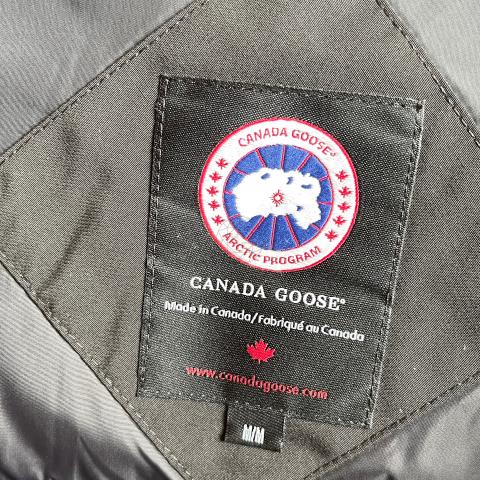 CANADA GOOSE®
ARCTIC PROGRAM
CANADA GOOSE®
Made in Canada/Fabriqué au Canada
www.canadagoose.com
M/M